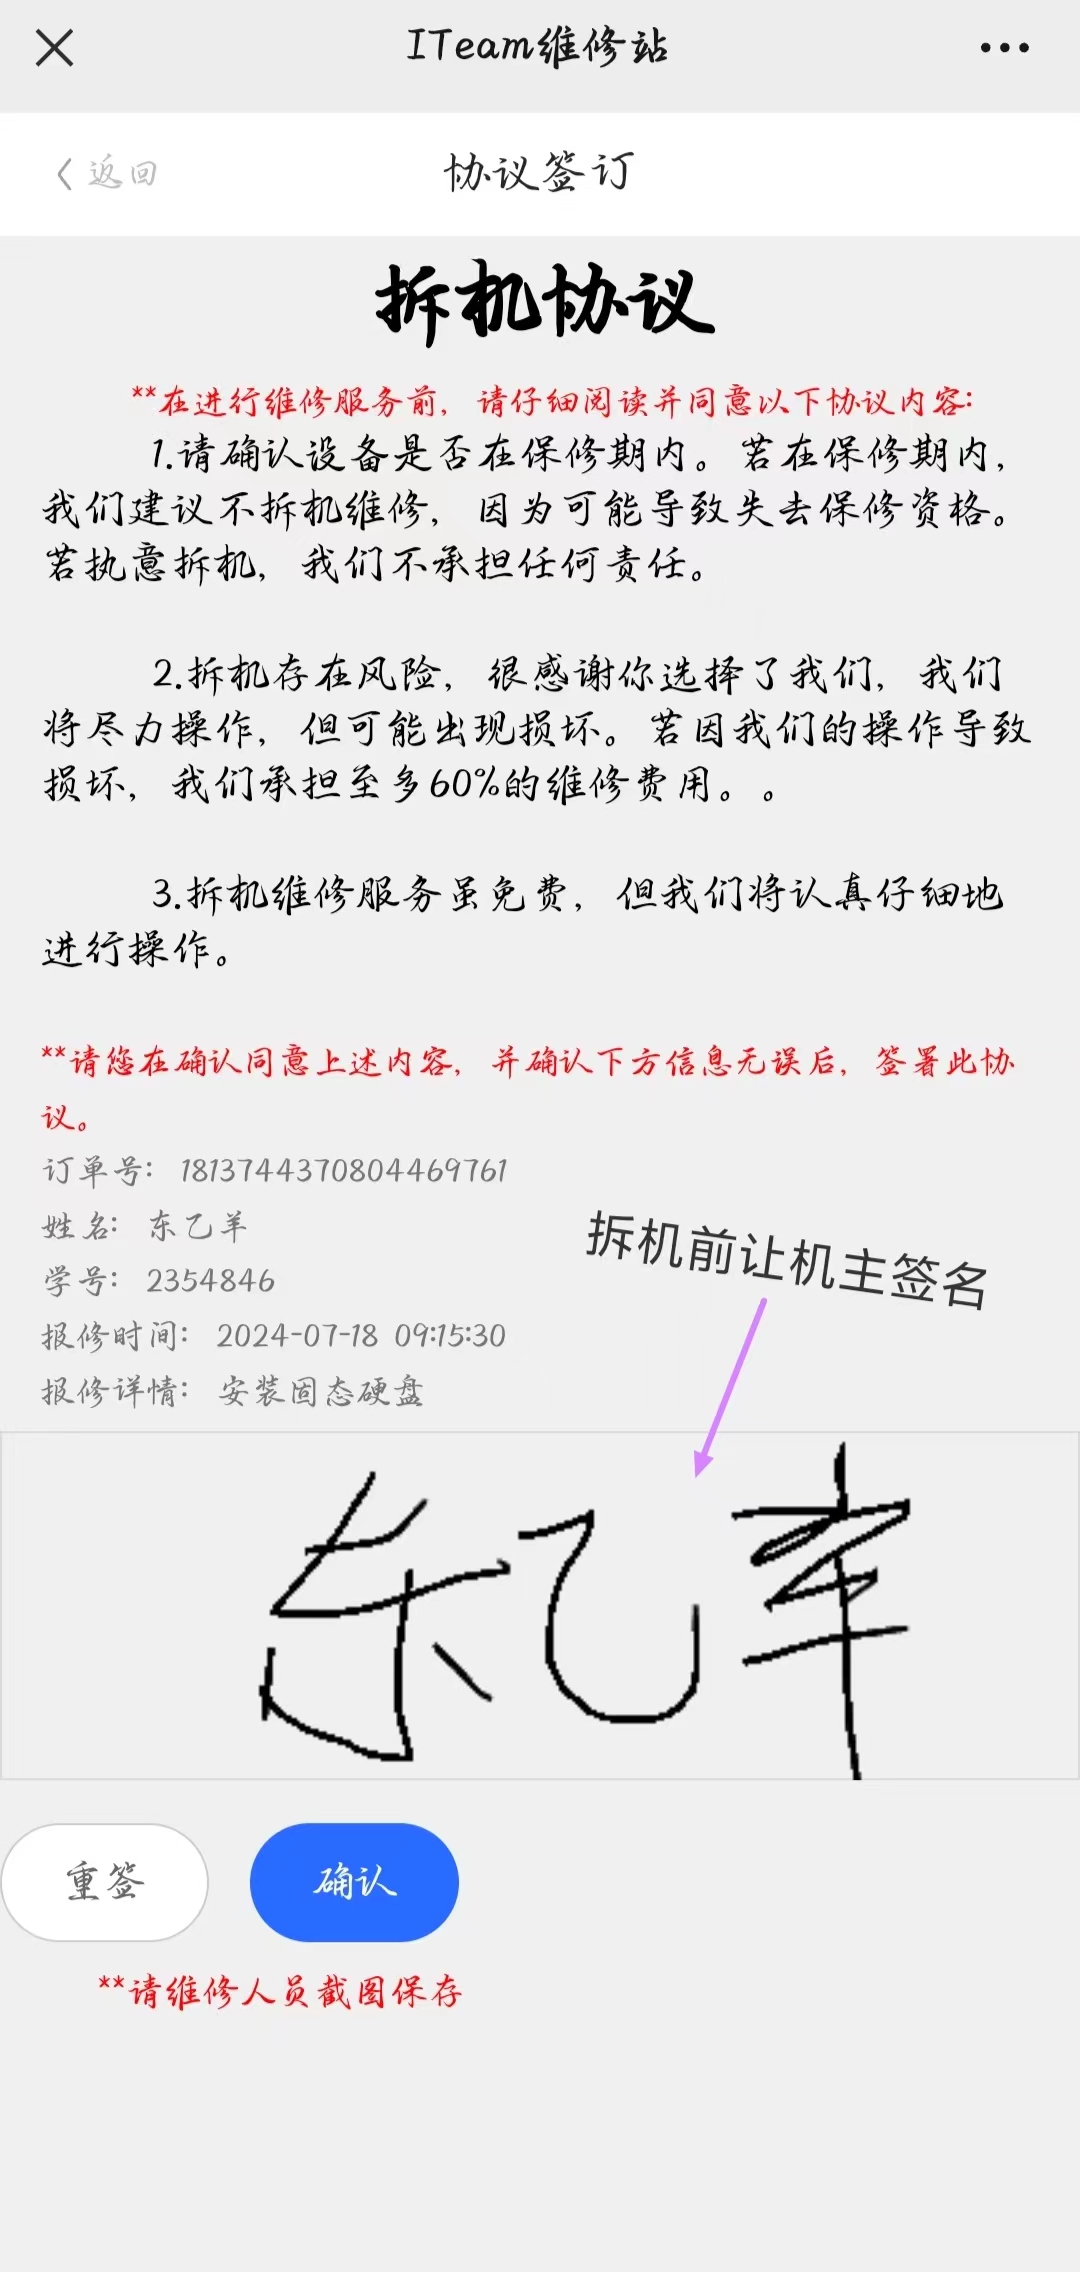 ITeam维修站
返回
协议签订
拆机协议
**在进行维修服务前，请仔细阅读并同意以下协议内容：
1.请确认设备是否在保修期内。若在保修期内，
我们建议不拆机维修，因为可能导致失去保修资格。
若执意拆机，我们不承担任何责任。
2.拆机存在风险，很感谢你选择了我们，我们
将尽力操作，但可能出现损坏。若因我们的操作导致
损坏，我们承担至多60%的维修费用。。
3.拆机维修服务虽免费，但我们将认真仔细地
进行操作。
**请您在确认同意上述内容，并确认下方信息无误后，签署此协
议。
订单号：1813744370804469761
姓名：东乙羊
学号：2354846
拆机前让机主签名
报修时间：2024-07-18 09:15:30
报修详情：安装固态硬盘
东乙羊
重签
确认
**请维修人员截图保存